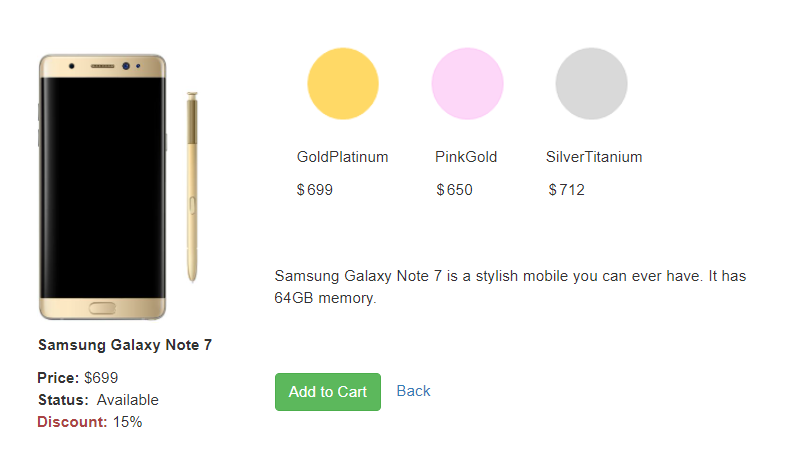 GoldPlatinum PinkGold SilverTitanium
$699 $650 $712
Samsung Galaxy Note 7 is a stylish mobile you can ever have. It has
64GB memory.
Samsung Galaxy Note 7
Price: $699
Status: Available
Discount: 15%
Add to Cart Back